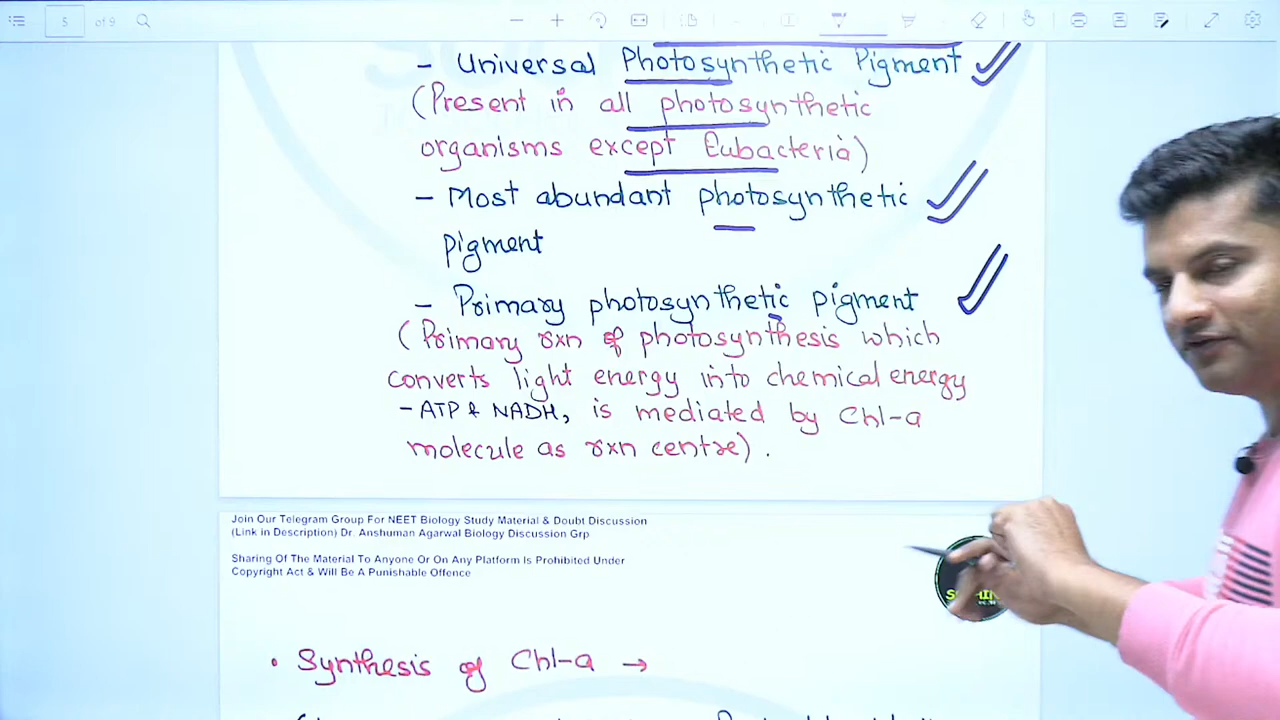 5 of 9
- Universal Photosynthetic Pigment
(Present in all photosynthetic
organisms except Eubacteria)
- Most abundant photosynthetic
pigment
- Primary photosynthetic pigment
(Primary rxn of photosynthesis which
converts light energy into chemical energy
- ATP & NADH, is mediated by Chl-a
molecule as rxn centre).
Join Our Telegram Group For NEET Biology Study Material & Doubt Discussion
(Link in Description) Dr. Anshuman Agarwal Biology Discussion Grp
Sharing Of The Material To Anyone Or On Any Platform Is Prohibited Under
Copyright Act & Will Be A Punishable Offence
• Synthesis of Chl-a →